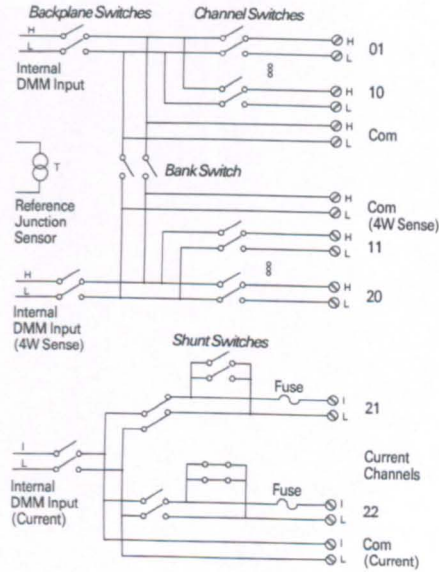 Backplane Switches
Channel Switches
H
L
Internal
DMM Input
H
L
01
H
L
10
H
L
Com
T
Reference
Junction
Sensor
Bank Switch
H
L
Com
(4W Sense)
H
L
11
H
L
Internal
DMM Input
(4W Sense)
H
L
20
Shunt Switches
Fuse
I
L
21
I
L
Internal
DMM Input
(Current)
Current
Channels
Fuse
I
L
22
I
L
Com
(Current)